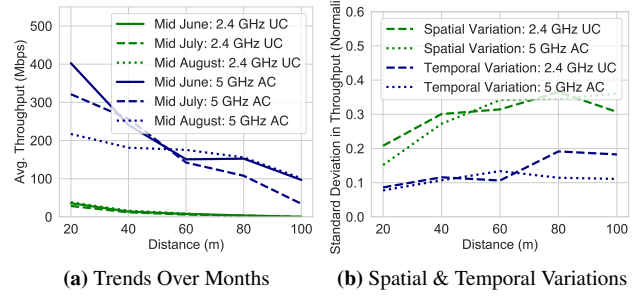 Avg. Throughput (Mbps)
500
400
300
200
100
0
Mid June: 2.4 GHz UC
Mid July: 2.4 GHz UC
Mid August: 2.4 GHz UC
Mid June: 5 GHz AC
Mid July: 5 GHz AC
Mid August: 5 GHz AC
20 40 60 80 100
Distance (m)
(a) Trends Over Months
Standard Deviation in Throughput (Normali
0.6
0.5
0.4
0.3
0.2
0.1
0.0
Spatial Variation: 2.4 GHz UC
Spatial Variation: 5 GHz AC
Temporal Variation: 2.4 GHz UC
Temporal Variation: 5 GHz AC
20 40 60 80 100
Distance (m)
(b) Spatial & Temporal Variations